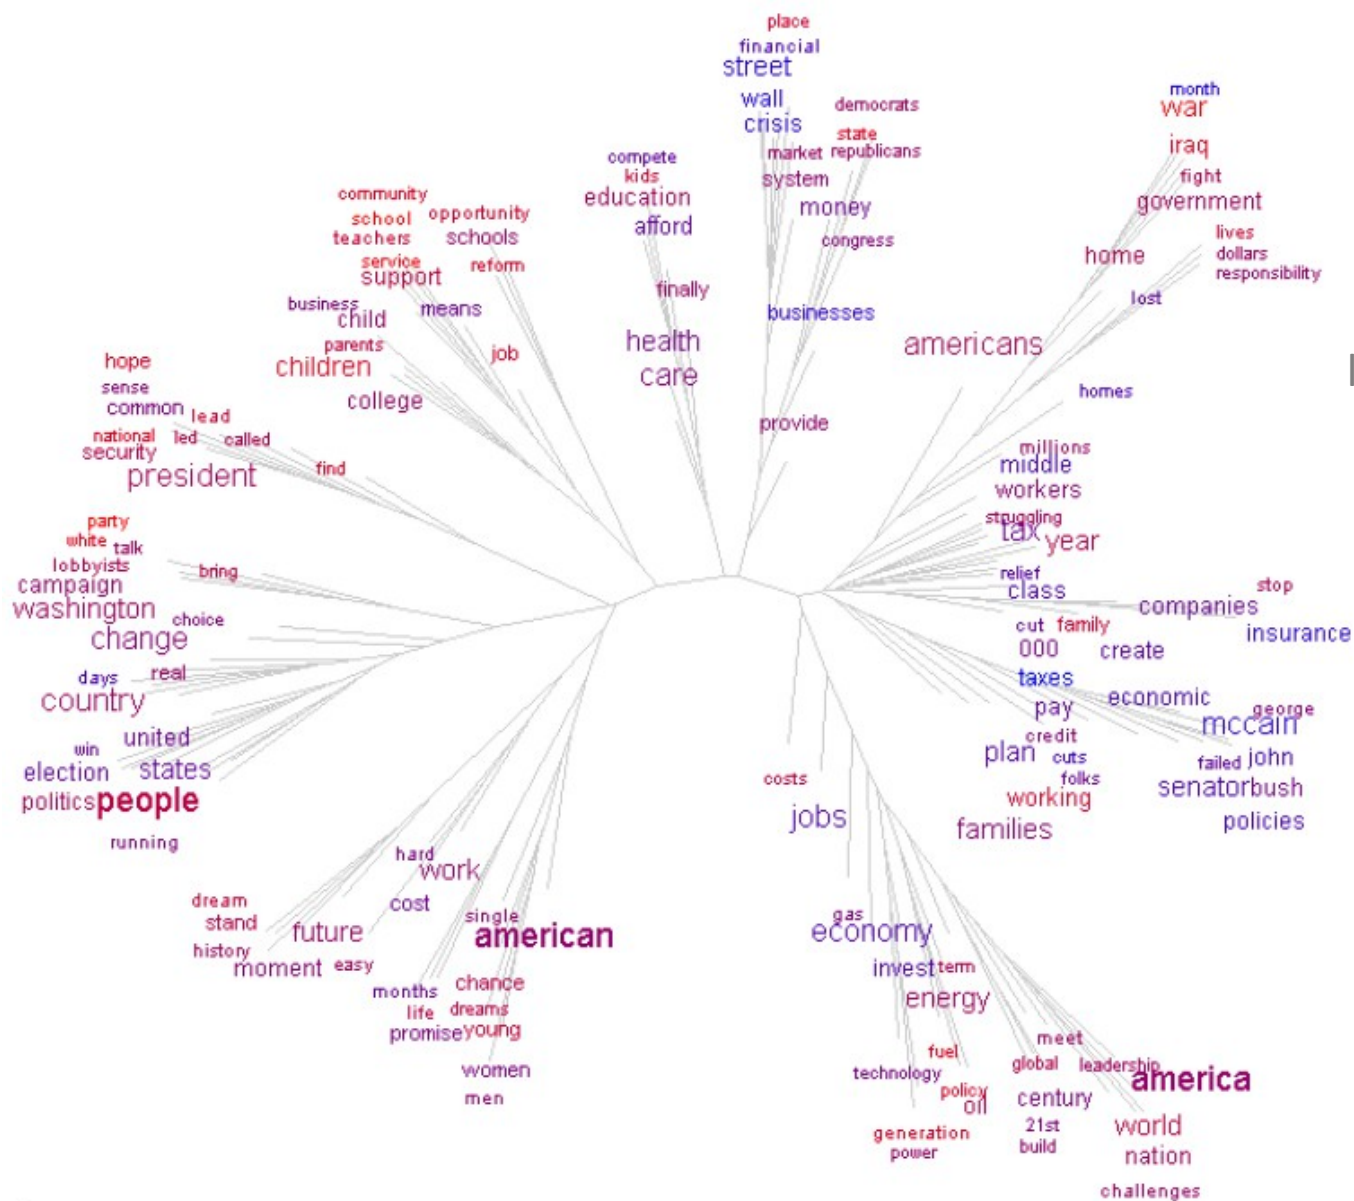 place
financial
street
wall
crisis
democrats
state
market republicans
system
money
congress
businesses
provide
month
war
iraq
fight
government
lives
home
dollars
responsibility
lost
americans
homes
compete
kids
education
afford
finally
health
care
community
school opportunity
teachers schools
service reform
support
business means
child
parents job
children
college
hope
sense
common lead
national led called
security
president find
party
white talk
lobbyists bring
campaign
washington
choice
change
days real
country
united
win
election states
politics people
running
millions
middle
workers
struggling
tax year
relief
class
companies stop
insurance
cut family
000 create
taxes
economic
pay george
mccain
credit
plan cuts failed john
folks
working senator bush
families policies
costs
jobs
hard
work
dream cost
stand single
future american
history
moment easy
months chance
life dreams
promise young
women
men
gas
economy
invest term
energy
meet
fuel global leadership
technology america
policy
oil century
21st world
generation
power build nation
challenges